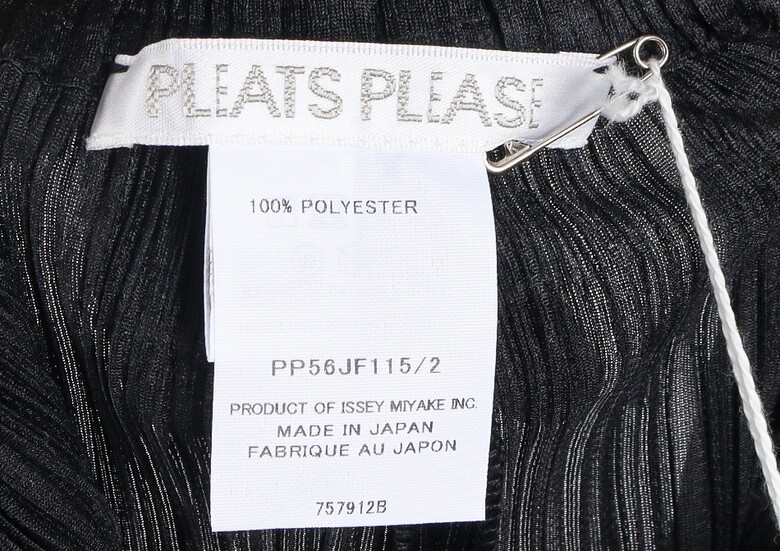 PLEATS PLEASE
100% POLYESTER
PP56JF115/2
PRODUCT OF ISSEY MIYAKE INC.
MADE IN JAPAN
FABRIQUE AU JAPON
757912B